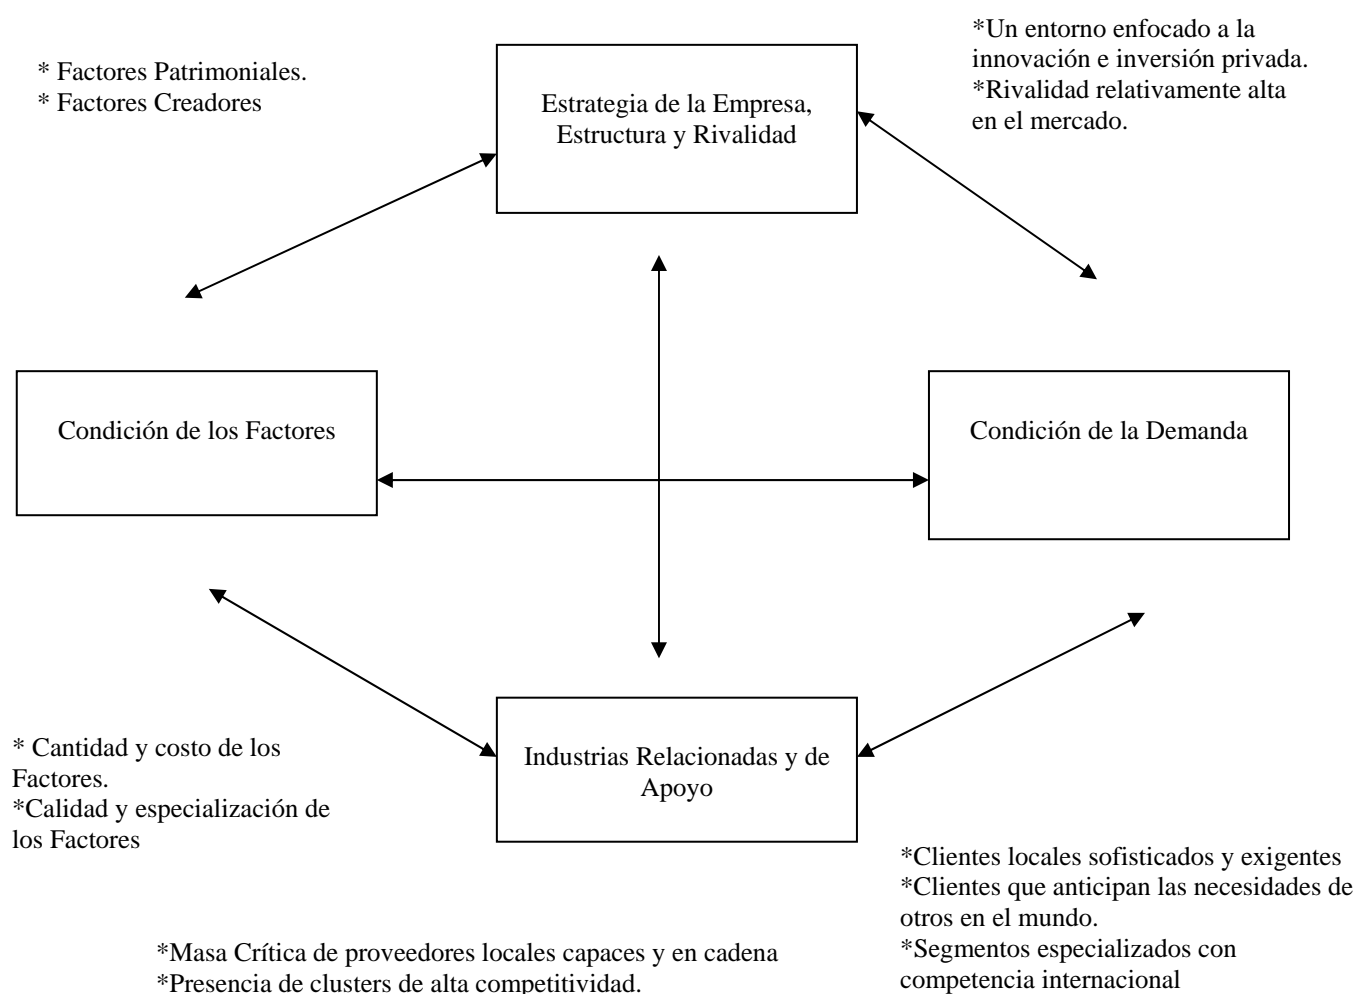 * Factores Patrimoniales.
* Factores Creadores
*Un entorno enfocado a la
innovación e inversión privada.
*Rivalidad relativamente alta
en el mercado.
Estrategia de la Empresa,
Estructura y Rivalidad
Condición de los Factores
Condición de la Demanda
Industrias Relacionadas y de
Apoyo
* Cantidad y costo de los
Factores.
*Calidad y especialización de
los Factores
*Clientes locales sofisticados y exigentes
*Clientes que anticipan las necesidades de
otros en el mundo.
*Segmentos especializados con
competencia internacional
*Masa Crítica de proveedores locales capaces y en cadena
*Presencia de clusters de alta competitividad.